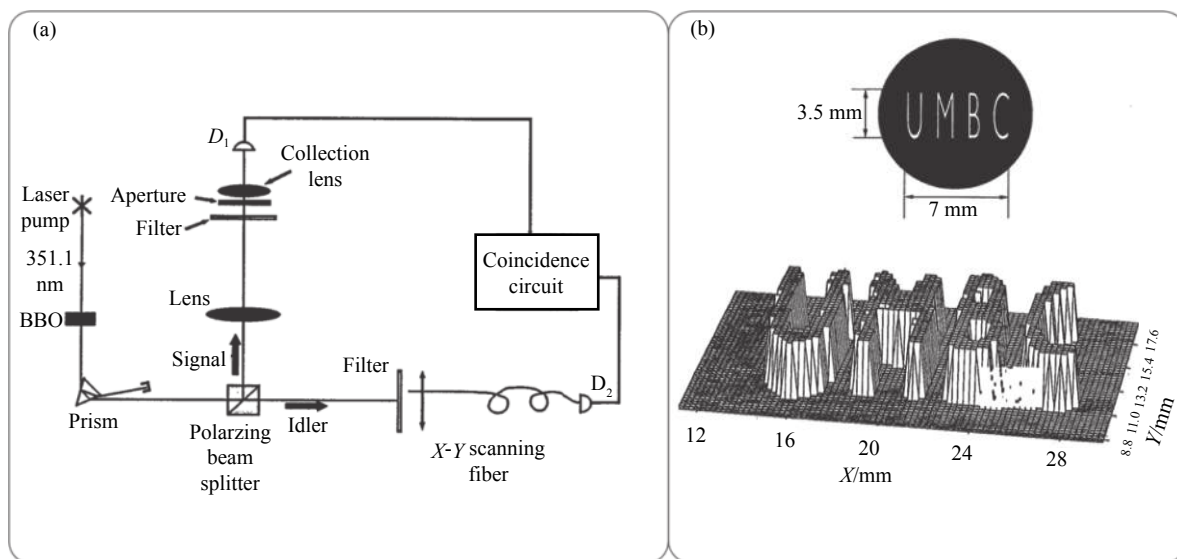 (a)
D1
Collection
lens
Aperture
Filter
Laser
pump
351.1
nm
BBO
Lens
Signal
Prism
Polarzing
beam
splitter
Idler
Filter
X-Y scanning
fiber
D2
Coincidence
circuit
(b)
3.5 mm
UMBC
7 mm
12
16
20
24
28
X/mm
8.8 11.0 13.2 15.4 17.6
Y/mm